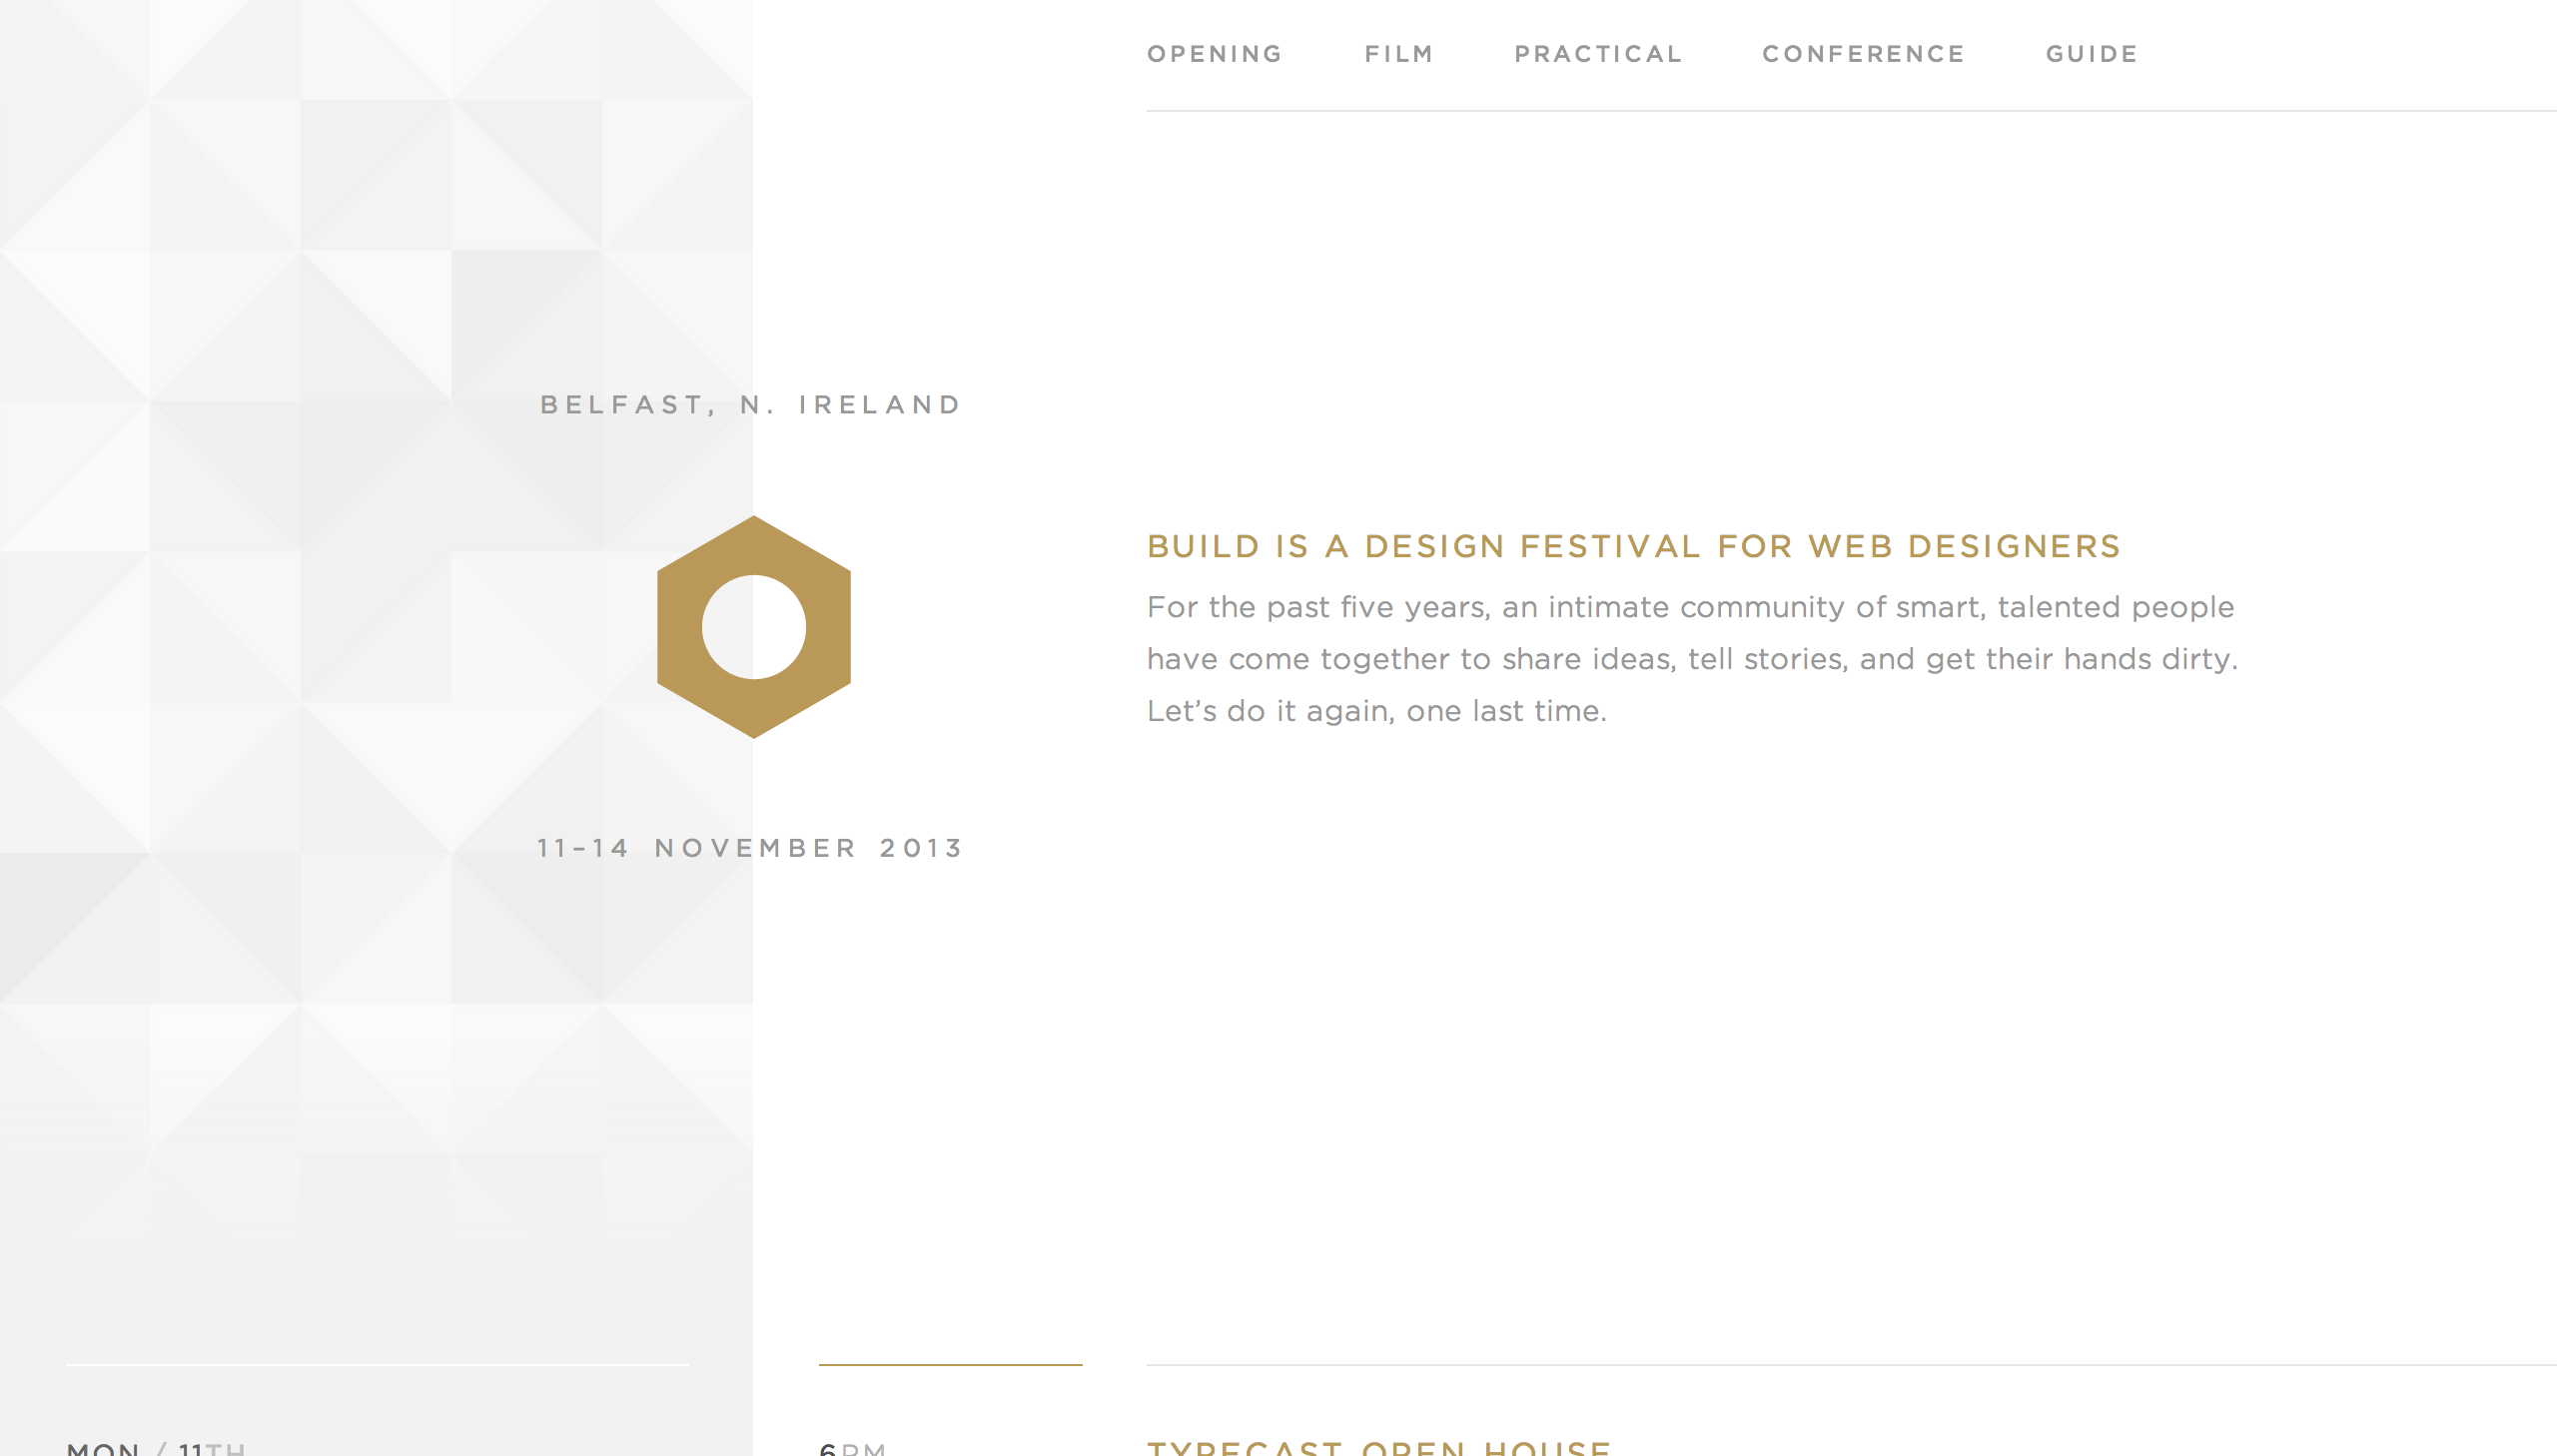 OPENING FILM PRACTICAL CONFERENCE GUIDE
BELFAST, N. IRELAND
BUILD IS A DESIGN FESTIVAL FOR WEB DESIGNERS
For the past five years, an intimate community of smart, talented people
have come together to share ideas, tell stories, and get their hands dirty.
Let’s do it again, one last time.
11–14 NOVEMBER 2013
MON / 11TH
6PM
TYPECAST OPEN HOUSE